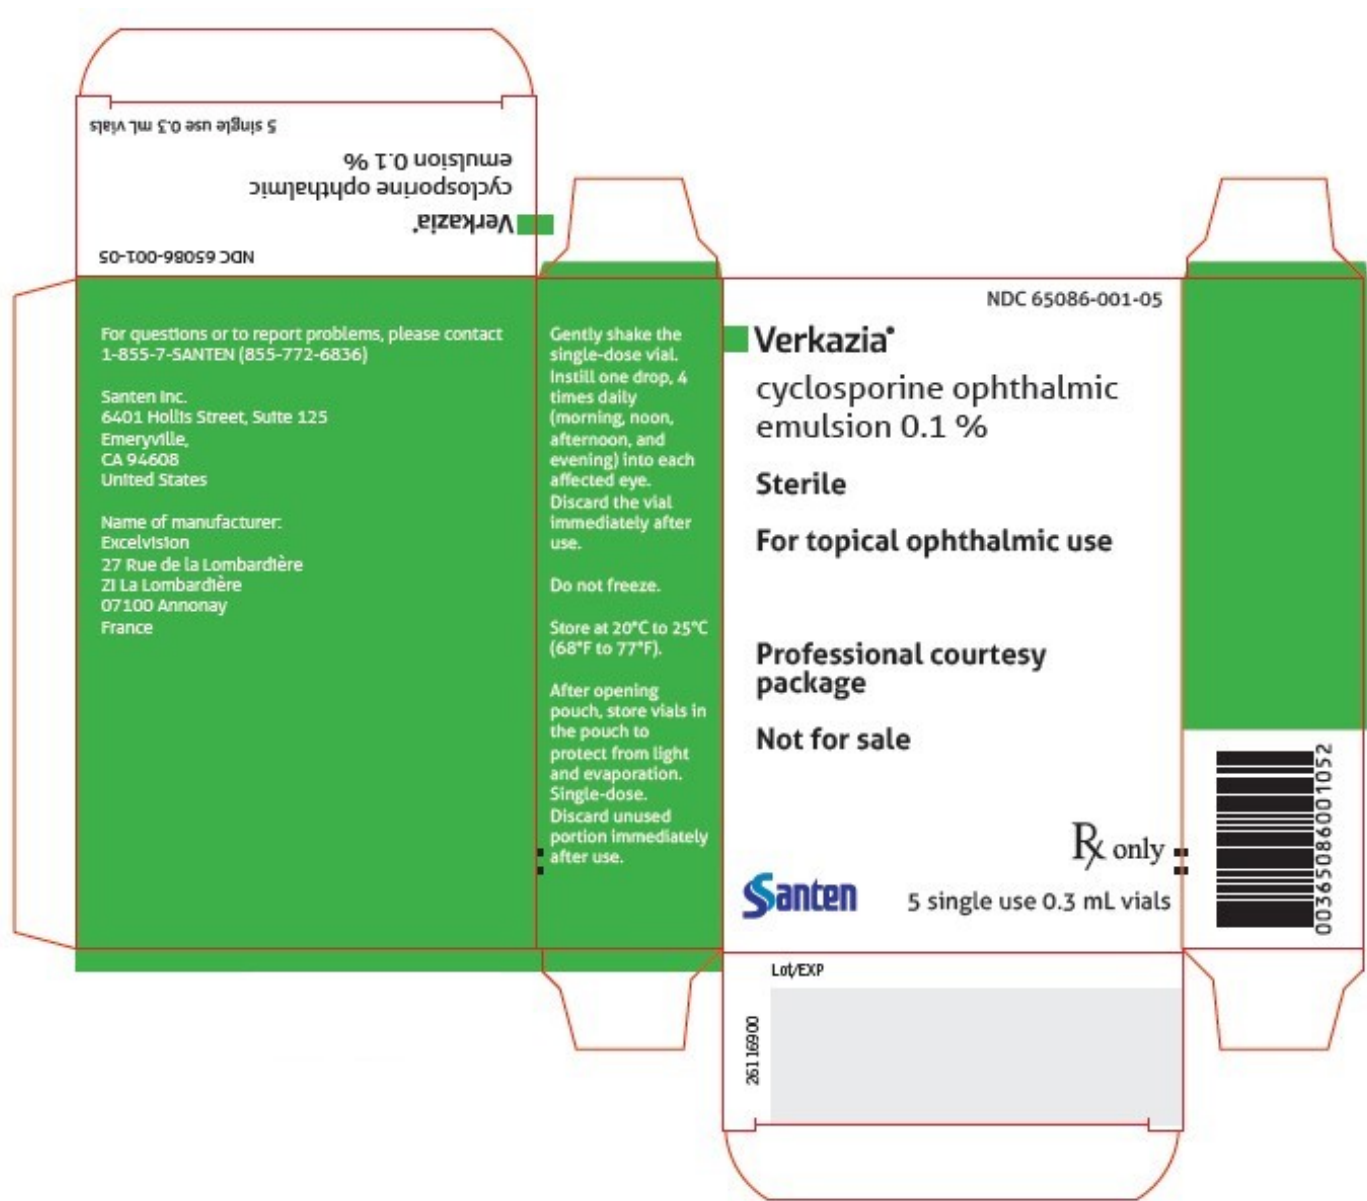 5 single use 0.3 mL vials
cyclosporine ophthalmic
emulsion 0.1 %
Verkazia®
NDC 65086-001-05
For questions or to report problems, please contact
1-855-7-SANTEN (855-772-6836)
Santen Inc.
6401 Hollis Street, Suite 125
Emeryville,
CA 94608
United States
Name of manufacturer:
Excelvision
27 Rue de la Lombardière
ZI La Lombardière
07100 Annonay
France
Gently shake the
single-dose vial.
Instill one drop, 4
times daily
(morning, noon,
afternoon, and
evening) into each
affected eye.
Discard the vial
immediately after
use.
Do not freeze.
Store at 20°C to 25°C
(68°F to 77°F).
After opening
pouch, store vials in
the pouch to
protect from light
and evaporation.
Single-dose.
Discard unused
portion immediately
after use.
NDC 65086-001-05
Verkazia®
cyclosporine ophthalmic
emulsion 0.1 %
Sterile
For topical ophthalmic use
Professional courtesy
package
Not for sale
Rx only
Santen
5 single use 0.3 mL vials
Lot/EXP
26116900
00365086001052